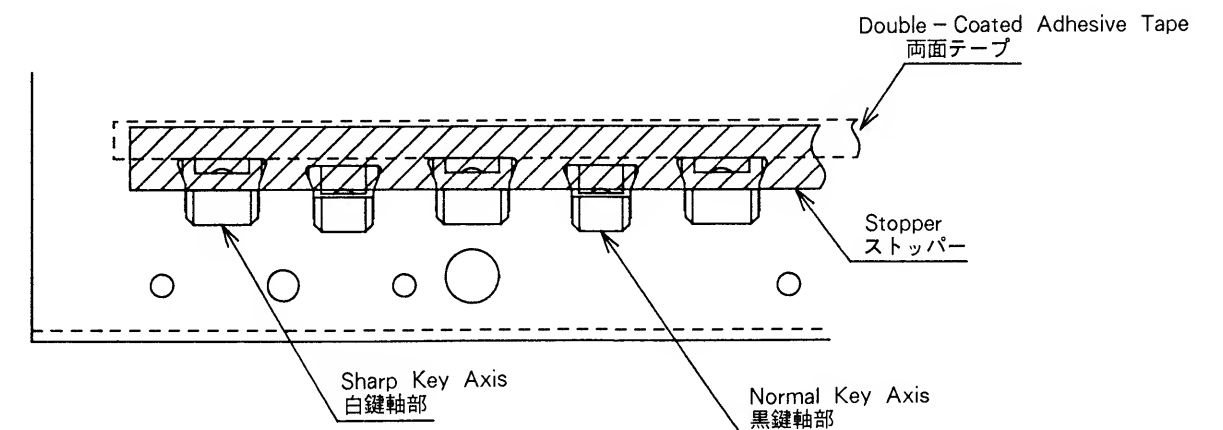 Double-Coated Adhesive Tape
両面テープ
Stopper
ストッパー
Sharp Key Axis
白鍵軸部
Normal Key Axis
黒鍵軸部